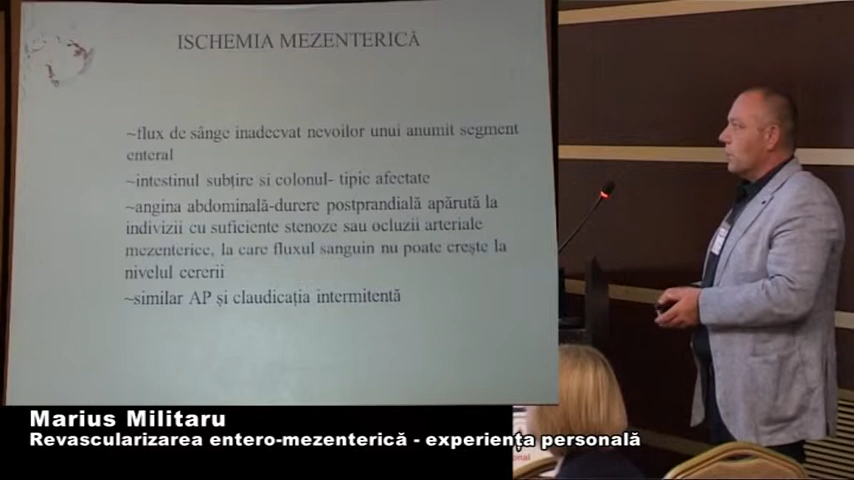 ISCHEMIA MEZENTERICĂ
~flux de sânge inadecvat nevoilor unui anumit segment
enteral
~intestinul subțire si colonul- tipic afectate
~angina abdominală-durere postprandială apărută la
indivizii cu suficiente stenoze sau ocluzii arteriale
mezenterice, la care fluxul sanguin nu poate crește la
nivelul cererii
~similar AP și claudicația intermitentă
Marius Militaru
Revascularizarea entero-mezenterică - experiența personală